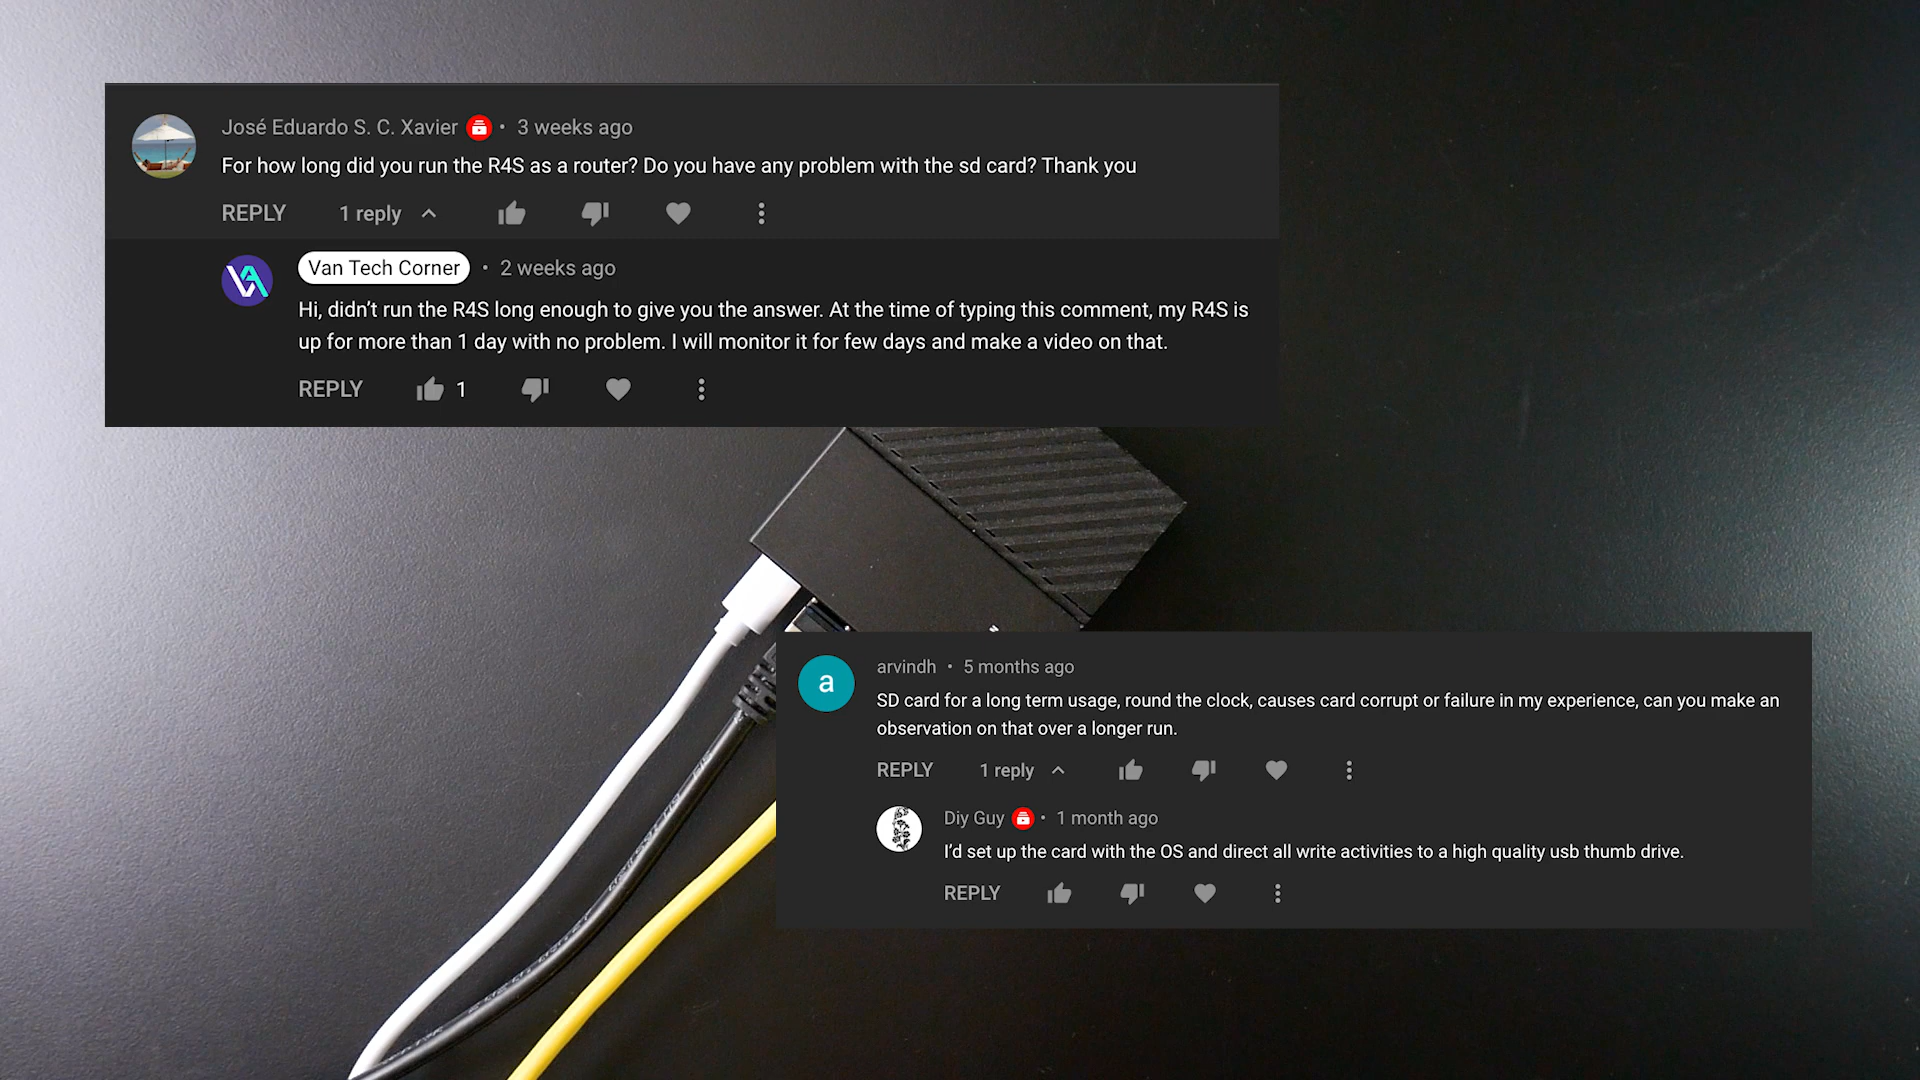 José Eduardo S. C. Xavier • 3 weeks ago
For how long did you run the R4S as a router? Do you have any problem with the sd card? Thank you
REPLY 1 reply
Van Tech Corner • 2 weeks ago
Hi, didn’t run the R4S long enough to give you the answer. At the time of typing this comment, my R4S is
up for more than 1 day with no problem. I will monitor it for few days and make a video on that.
REPLY 1
a
arvindh • 5 months ago
SD card for a long term usage, round the clock, causes card corrupt or failure in my experience, can you make an
observation on that over a longer run.
REPLY 1 reply
Diy Guy • 1 month ago
I’d set up the card with the OS and direct all write activities to a high quality usb thumb drive.
REPLY